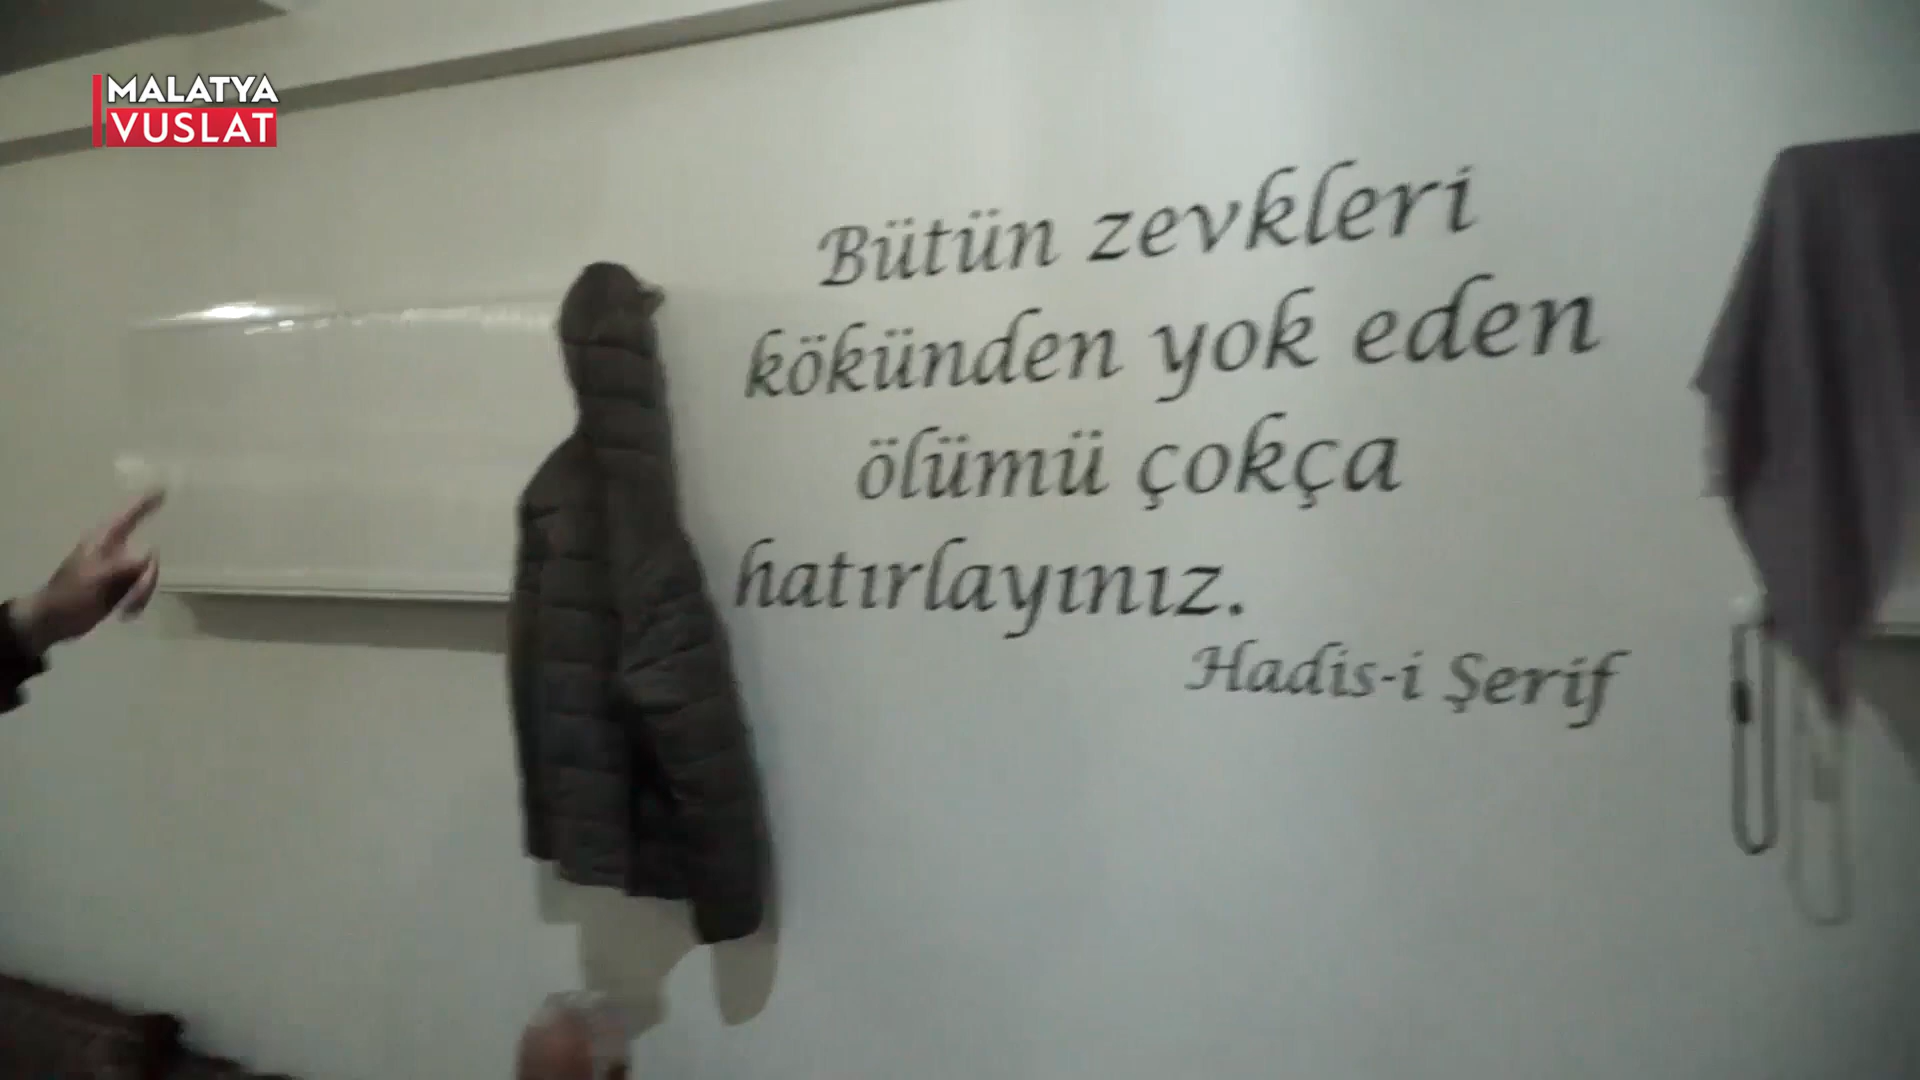 MALATYA
VUSLAT
Bütün zevkleri
kökünden yok eden
ölümü çokça
hatırlayınız.
Hadis-i Şerif